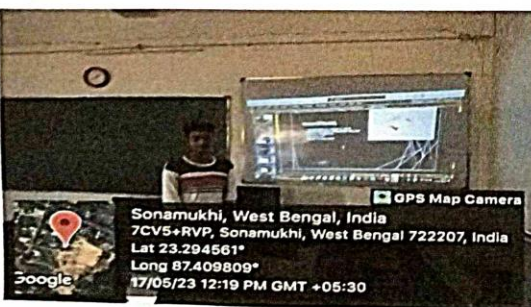 GPS Map Camera
Sonamukhi, West Bengal, India
7CV5+RVP, Sonamukhi, West Bengal 722207, India
Lat 23.294561°
Long 87.409809°
17/05/23 12:19 PM GMT +05:30
Google